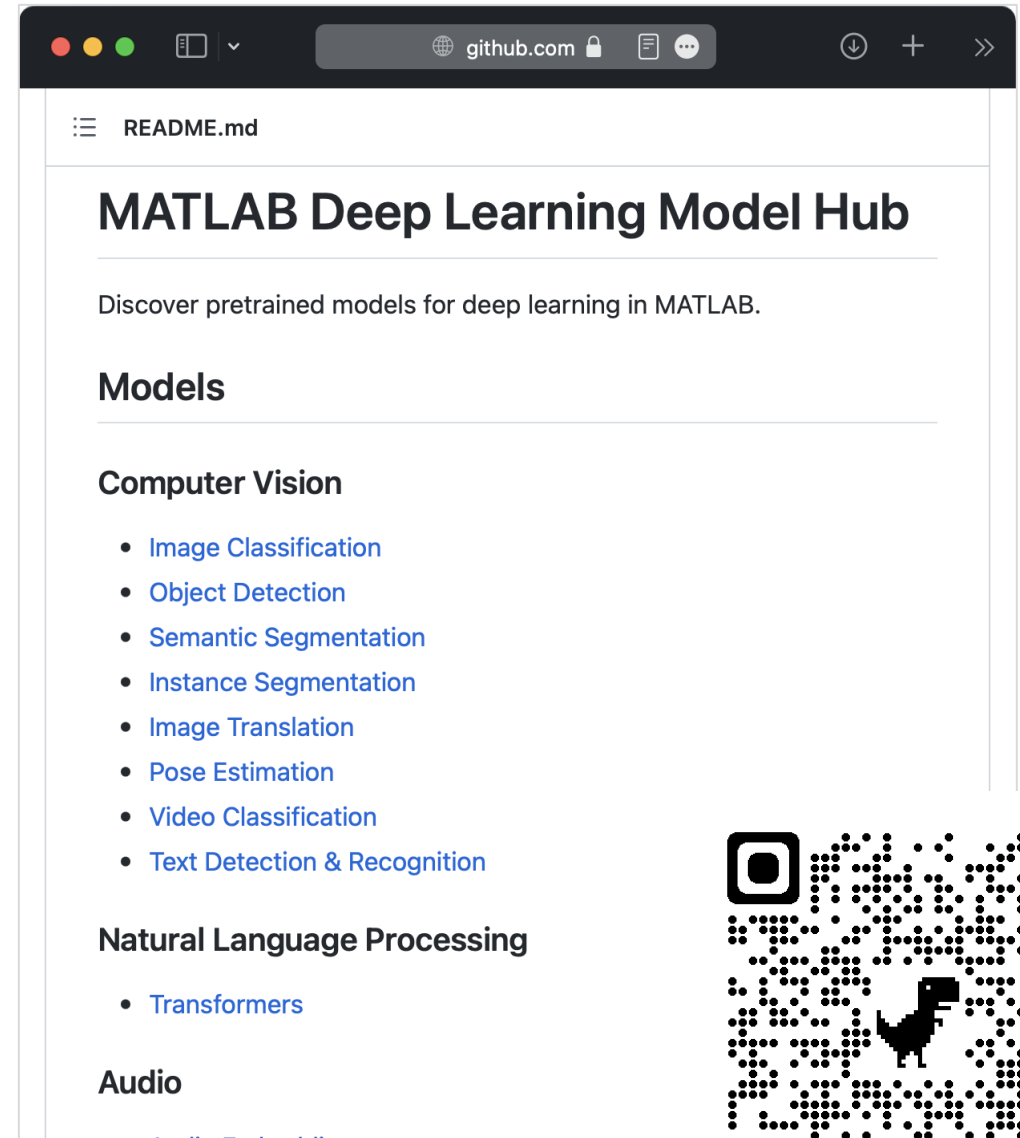 github.com
README.md
MATLAB Deep Learning Model Hub
Discover pretrained models for deep learning in MATLAB.
Models
Computer Vision
Image Classification
Object Detection
Semantic Segmentation
Instance Segmentation
Image Translation
Pose Estimation
Video Classification
Text Detection & Recognition
Natural Language Processing
Transformers
Audio